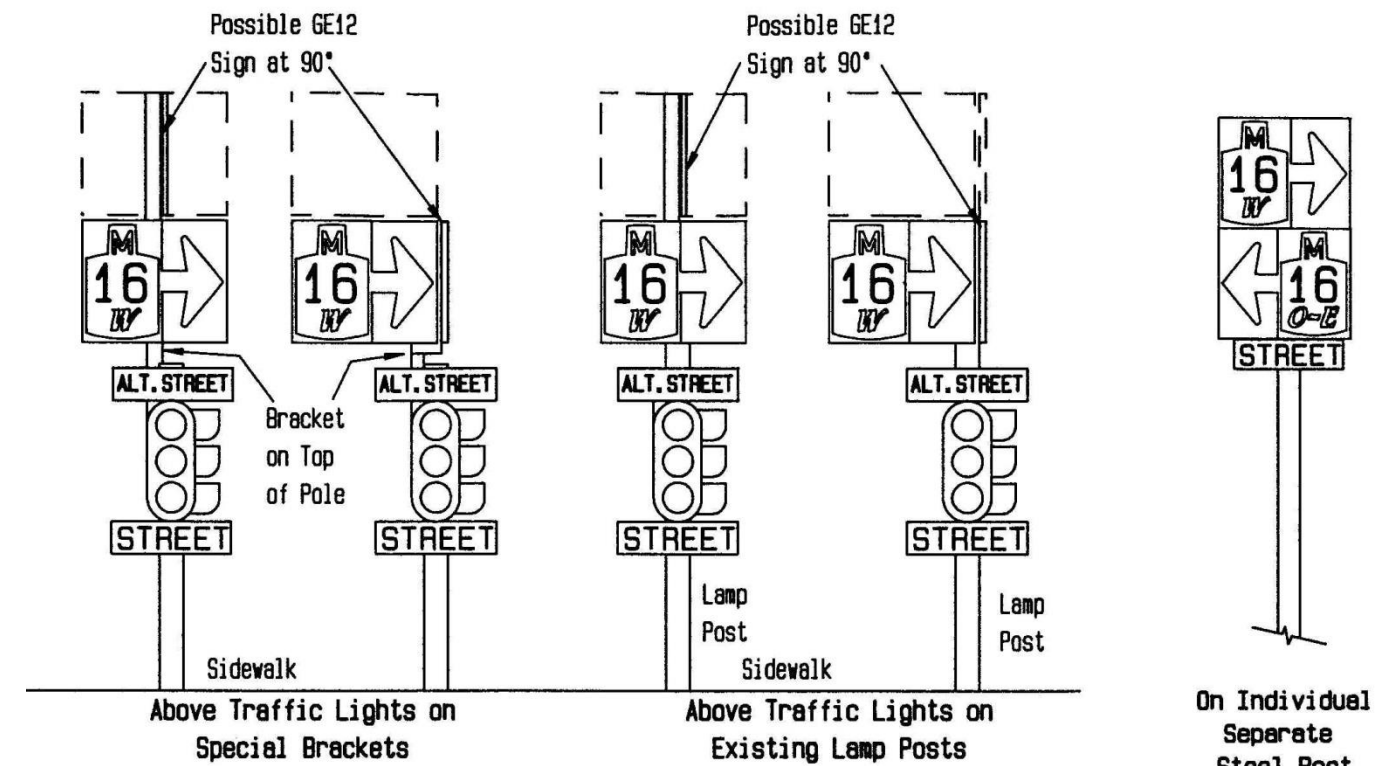 Possible GE12
Sign at 90°
Possible GE12
Sign at 90°
M
16
W
M
16
W
M
16
W
M
16
W
M
16
W
M
16
O-E
STREET
ALT. STREET
ALT. STREET
ALT. STREET
ALT. STREET
Bracket
on Top
of Pole
STREET
STREET
STREET
STREET
Lamp
Post
Lamp
Post
Sidewalk
Sidewalk
Above Traffic Lights on
Special Brackets
Above Traffic Lights on
Existing Lamp Posts
On Individual
Separate
Steel Post